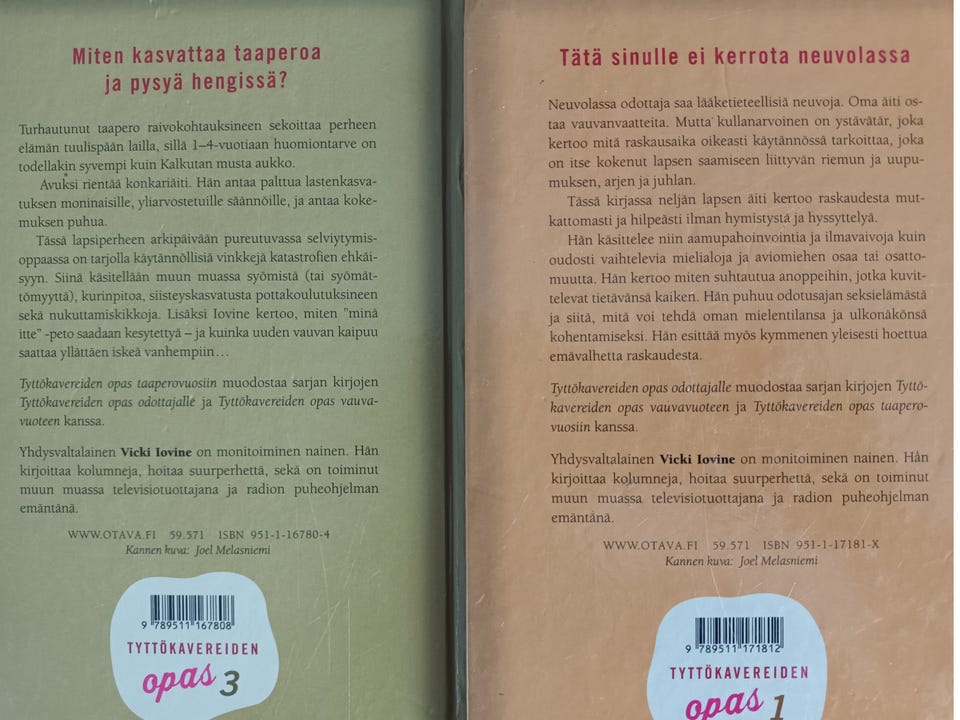 Miten kasvattaa taaperoa
ja pysyä hengissä?
Turhautunut taapero raivokohtauksineen sekoittaa perheen
elämän tuulispään lailla, sillä 1–4-vuotiaan huomiontarve on
todellakin syvempi kuin Kalkutan musta aukko.
Avuksi rientää konkariäiti. Hän antaa palttua lastenkasva-
tuksen moninaisille, yliarvostetuille säännöille, ja antaa koke-
muksen puhua.
Tässä lapsiperheen arkipäivään pureutuvassa selviytymis-
oppaassa on tarjolla käytännöllisiä vinkkejä katastrofien ehkäi-
syyn. Siinä käsitellään muun muassa syömistä (tai syömät-
tömyyttä), kurinpitoa, siisteyskasvatusta pottakoulutuksineen
sekä nukuttamiskikkoja. Lisäksi Iovine kertoo, miten ”minä
itte” -peto saadaan kesytettyä – ja kuinka uuden vauvan kaipuu
saattaa yllättäen iskeä vanhempiin…
Tyttökavereiden opas taaperovuosiin muodostaa sarjan kirjojen
Tyttökavereiden opas odottajalle ja Tyttökavereiden opas vauva-
vuoteen kanssa.
Yhdysvaltalainen Vicki Iovine on monitoiminen nainen. Hän
kirjoittaa kolumneja, hoitaa suurperhettä, sekä on toiminut
muun muassa televisiotuottajana ja radion puheohjelman
emäntänä.
WWW.OTAVA.FI 59.571 ISBN 951-1-16780-4
Kannen kuva: Joel Melasniemi
9 789511 167808
TYTTÖKAVEREIDEN
opas 3
Tätä sinulle ei kerrota neuvolassa
Neuvolassa odottaja saa lääketieteellisiä neuvoja. Oma äiti os-
taa vauvanvaatteita. Mutta kullanarvoinen on ystävätär, joka
kertoo mitä raskausaika oikeasti käytännössä tarkoittaa, joka
on itse kokenut lapsen saamiseen liittyvän riemun ja uupu-
muksen, arjen ja juhlan.
Tässä kirjassa neljän lapsen äiti kertoo raskaudesta mut-
kattomasti ja hilpeästi ilman hymistystä ja hyssyttelyä.
Hän käsittelee niin aamupahoinvointia ja ilmavaivoja kuin
oudosti vaihtelevia mielialoja ja aviomiehen osaa tai osatto-
muutta. Hän kertoo miten suhtautua anoppeihin, jotka kuvit-
televat tietävänsä kaiken. Hän puhuu odotusajan seksielämästä
ja siitä, mitä voi tehdä oman mielentilansa ja ulkonäkönsä
kohentamiseksi. Hän esittää myös kymmenen yleisesti hoettua
emävalhetta raskaudesta.
Tyttökavereiden opas odottajalle muodostaa sarjan kirjojen Tyttö-
kavereiden opas vauvavuoteen ja Tyttökavereiden opas taapero-
vuosiin kanssa.
Yhdysvaltalainen Vicki Iovine on monitoiminen nainen. Hän
kirjoittaa kolumneja, hoitaa suurperhettä, sekä on toiminut
muun muassa televisiotuottajana ja radion puheohjelman
emäntänä.
WWW.OTAVA.FI 59.571 ISBN 951-1-17181-X
Kannen kuva: Joel Melasniemi
9 789511 171812
TYTTÖKAVEREIDEN
opas 1